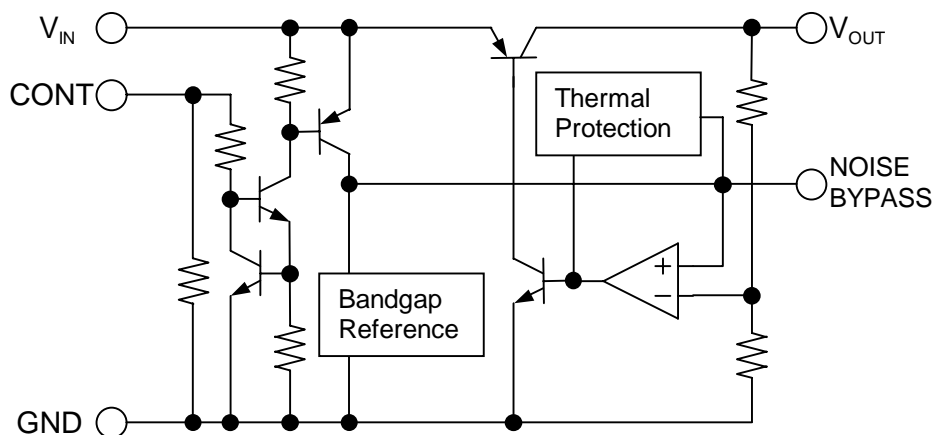 VIN
VOUT
CONT
Thermal
Protection
NOISE
BYPASS
+
−
Bandgap
Reference
GND